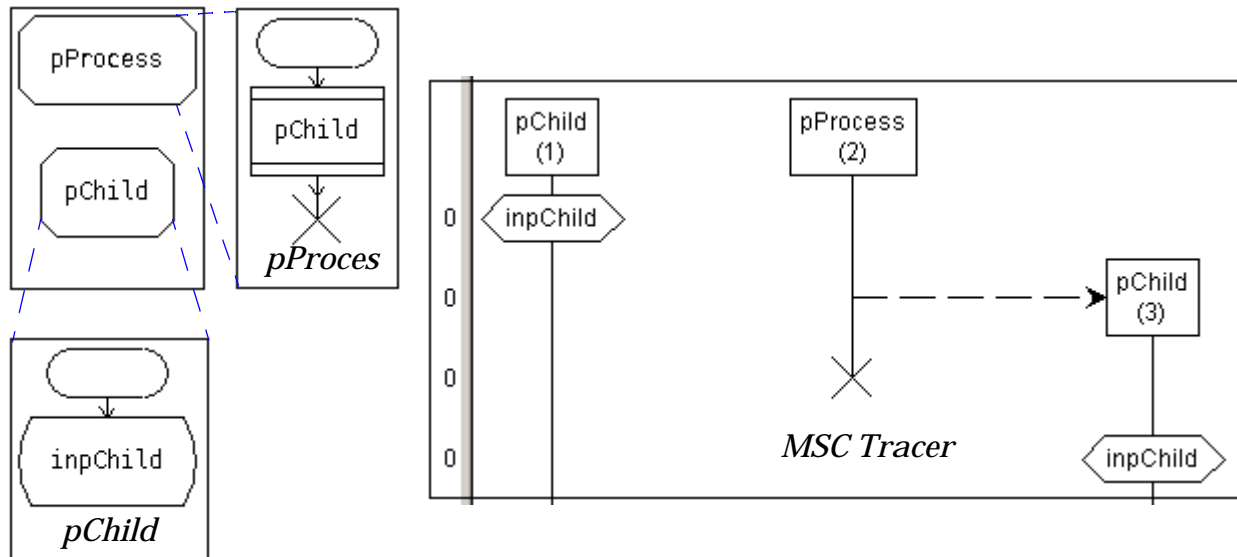 pProcess
pChild
pChild
pProces
inpChild
pChild
pChild
(1)
pProcess
(2)
0
inpChild
0
pChild
(3)
0
0
inpChild
MSC Tracer